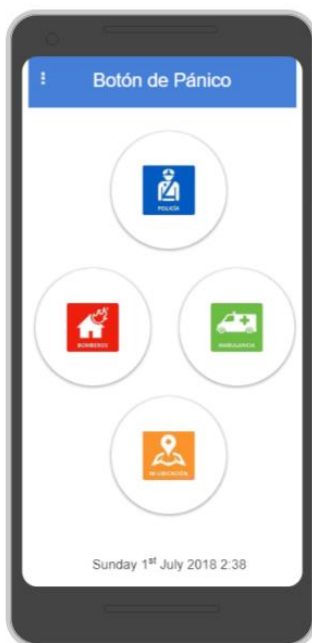 Botón de Pánico
POLICÍA
BOMBEROS
AMBULANCIA
MI UBICACIÓN
Sunday 1st July 2018 2:38